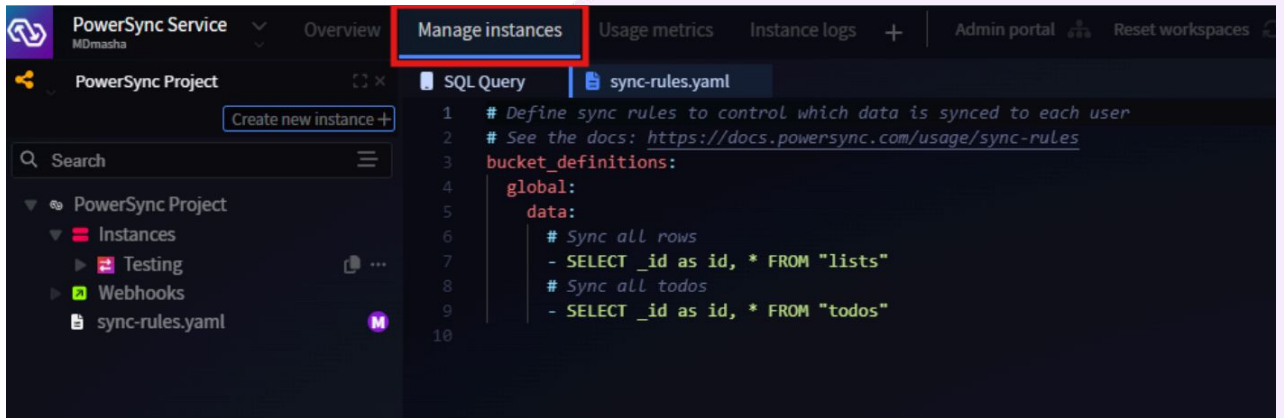 PowerSync Service
MDmasha
Overview
Manage instances
Usage metrics
Instance logs
Admin portal
Reset workspaces
PowerSync Project
Create new instance +
Search
PowerSync Project
Instances
Testing
Webhooks
sync-rules.yaml
M
SQL Query
sync-rules.yaml
1 # Define sync rules to control which data is synced to each user
2 # See the docs: https://docs.powersync.com/usage/sync-rules
3 bucket_definitions:
4 global:
5 data:
6 # Sync all rows
7 - SELECT _id as id, * FROM "lists"
8 # Sync all todos
9 - SELECT _id as id, * FROM "todos"
10